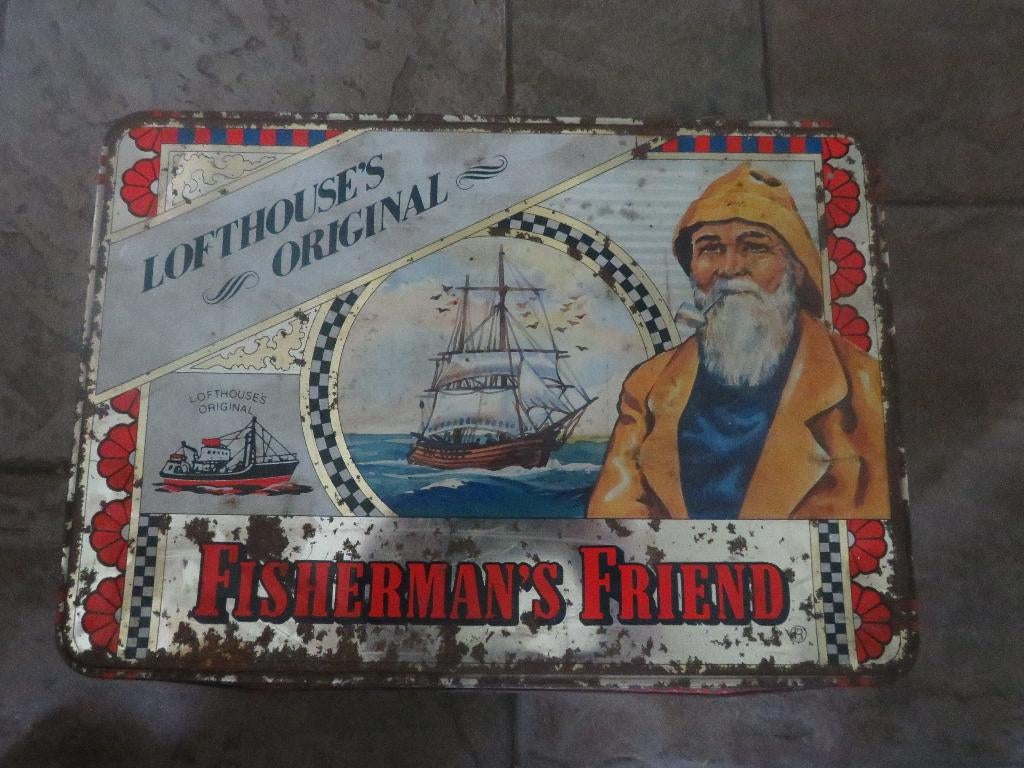 LOFTHOUSE'S
ORIGINAL
LOFTHOUSES
ORIGINAL
FISHERMAN'S FRIEND
®